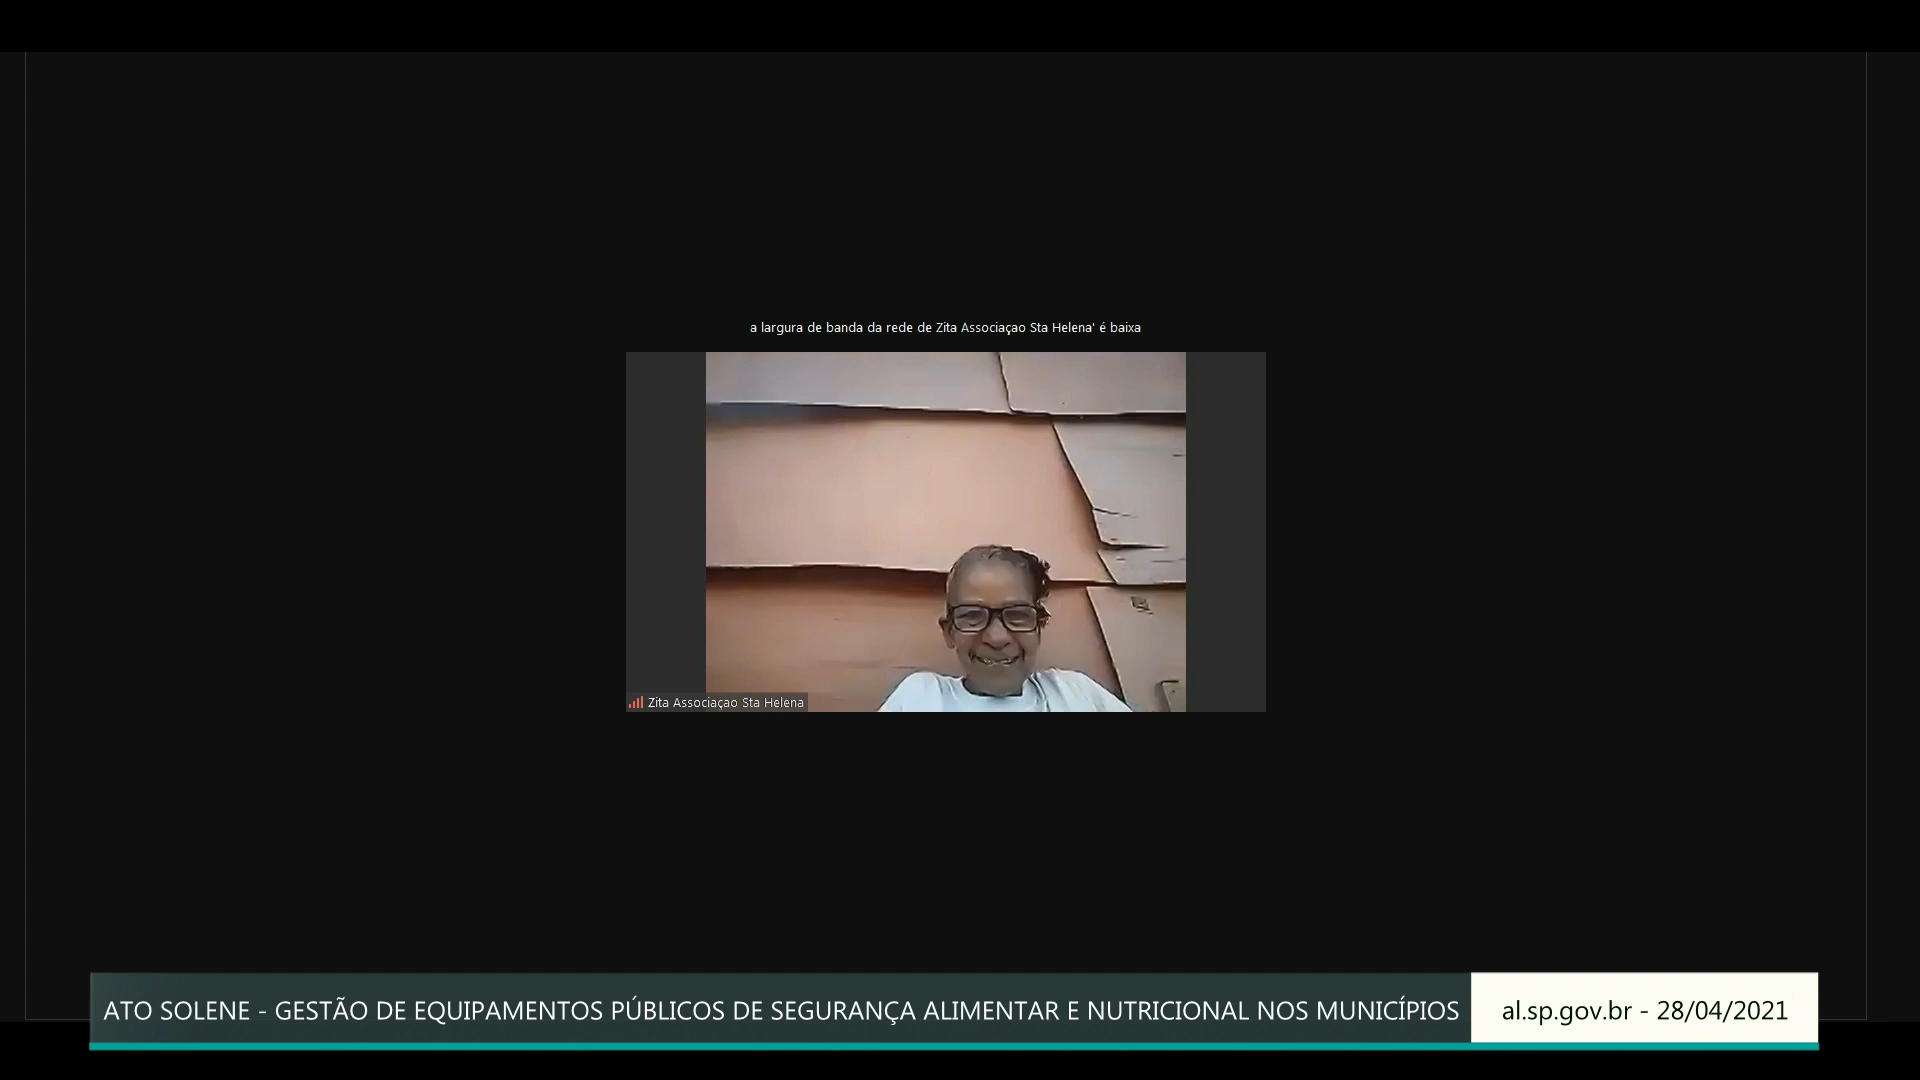 a largura de banda da rede de Zita Associaçao Sta Helena' é baixa
Zita Associaçao Sta Helena
ATO SOLENE - GESTÃO DE EQUIPAMENTOS PÚBLICOS DE SEGURANÇA ALIMENTAR E NUTRICIONAL NOS MUNICÍPIOS
al.sp.gov.br - 28/04/2021